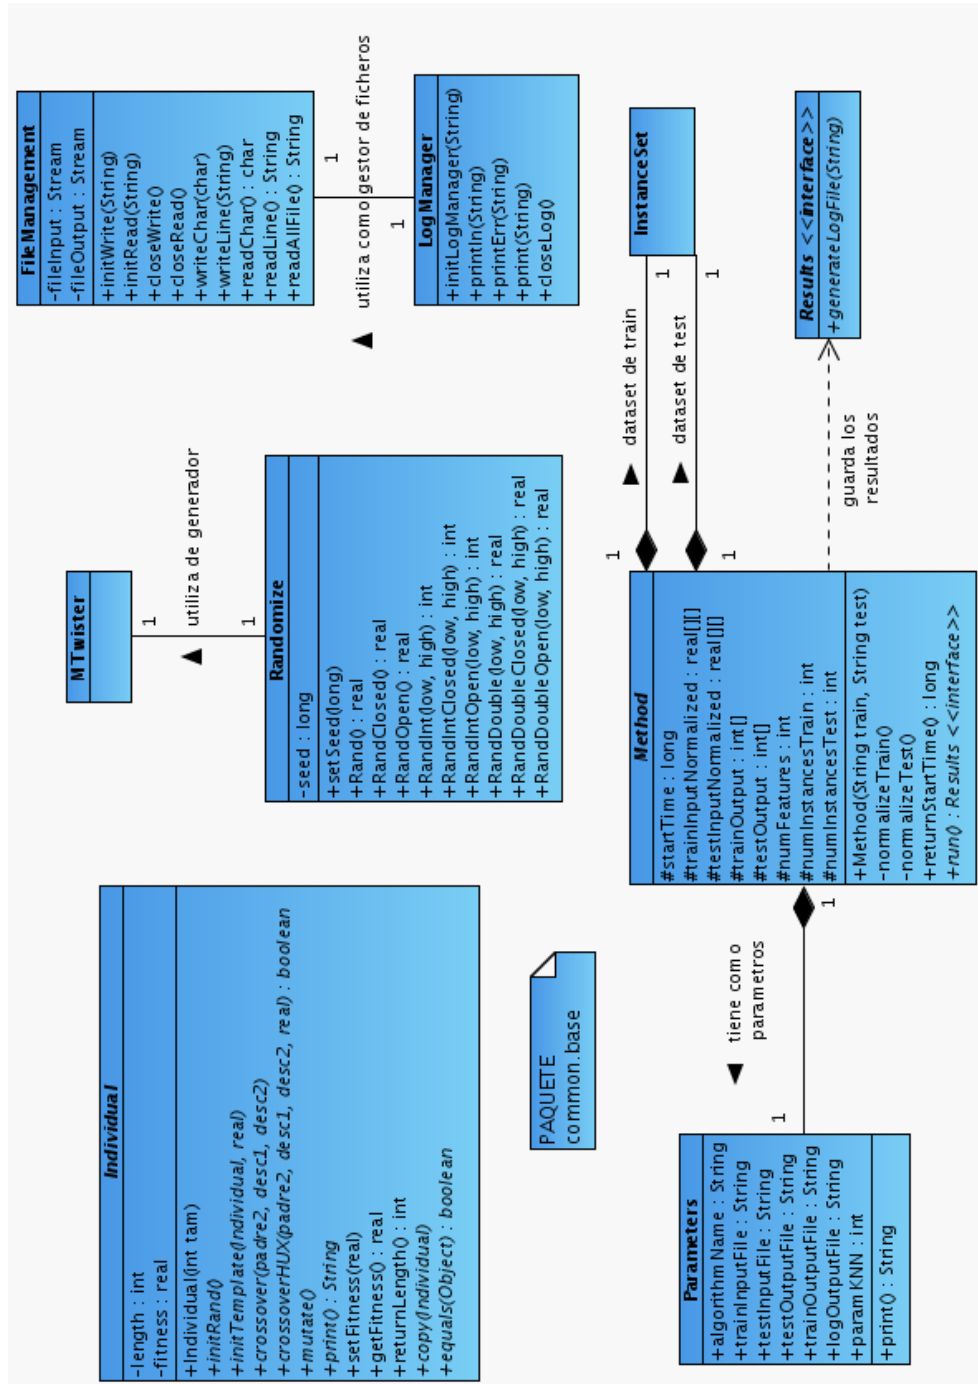 Individual
-length : int
-fitness : real
+Individual(int tam)
+initRand()
+initTemplate(Individual, real)
+crossover(padre2, desc1, desc2)
+crossoverHUX(padre2, desc1, desc2, real) : boolean
+mutate()
+print() : String
+setFitness(real)
+getFitness() : real
+returnLength() : int
+copy(Individual)
+equals(Object) : boolean
MTwister
1
utiliza de generador
1
Randomize
-seed : long
+setSeed(long)
+Rand() : real
+RandClosed() : real
+RandOpen() : real
+RandInt(low, high) : int
+RandIntClosed(low, high) : int
+RandIntOpen(low, high) : int
+RandDouble(low, high) : real
+RandDoubleClosed(low, high) : real
+RandDoubleOpen(low, high) : real
FileManagement
-fileInput : Stream
-fileOutput : Stream
+initWrite(String)
+initRead(String)
+closeWrite()
+closeRead()
+writeChar(char)
+writeLine(String)
+readChar() : char
+readLine() : String
+readAllFile() : String
1
utiliza como gestor de ficheros
1
LogManager
+initLogManager(String)
+println(String)
+printErr(String)
+print(String)
+closeLog()
PAQUETE
common.base
Parameters
+algorithmName : String
+trainInputFile : String
+testInputFile : String
+testOutputFile : String
+trainOutputFile : String
+logOutputFile : String
+paramKNN : int
+print() : String
1
tiene como
parametros
1
Method
#startTime : long
#trainInputNormalized : real[][]
#testInputNormalized : real[][]
#trainOutput : int[]
#testOutput : int[]
#numFeatures : int
#numInstancesTrain : int
#numInstancesTest : int
+Method(String train, String test)
-normalizeTrain()
-normalizeTest()
+returnStartTime() : long
+run() : Results <<interface>>
1
dataset de train
1
1
dataset de test
1
InstanceSet
guarda los
resultados
Results <<interface>>
+generateLogFile(String)